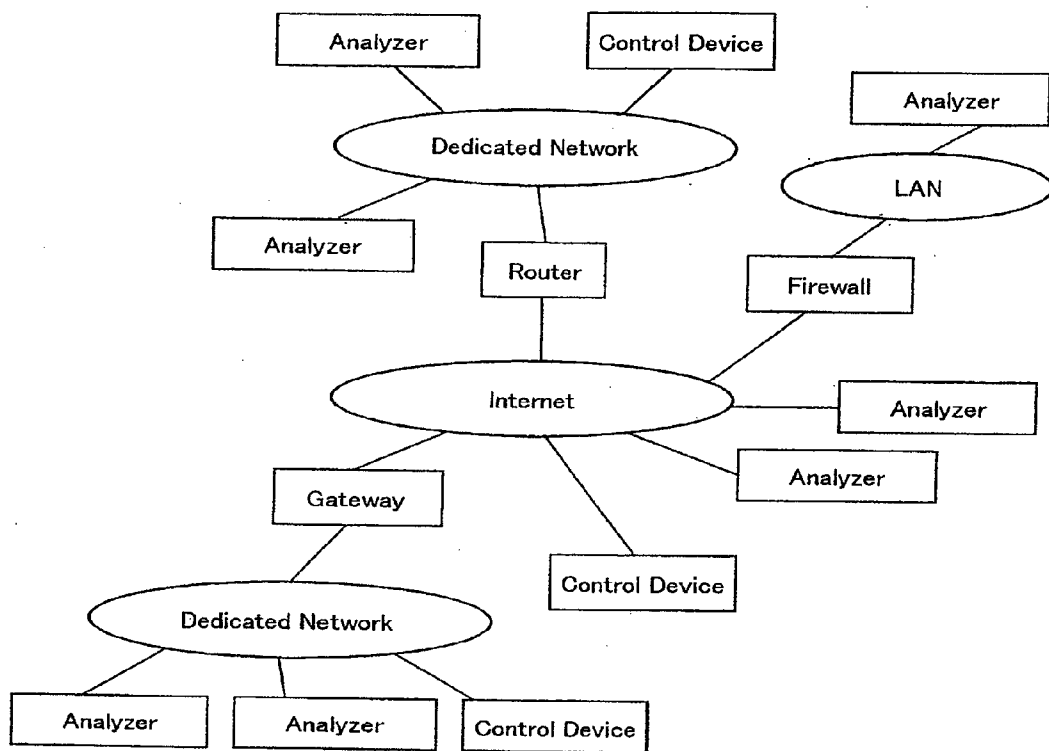 Analyzer
Control Device
Analyzer
Dedicated Network
LAN
Analyzer
Router
Firewall
Internet
Analyzer
Analyzer
Gateway
Control Device
Dedicated Network
Analyzer
Analyzer
Control Device